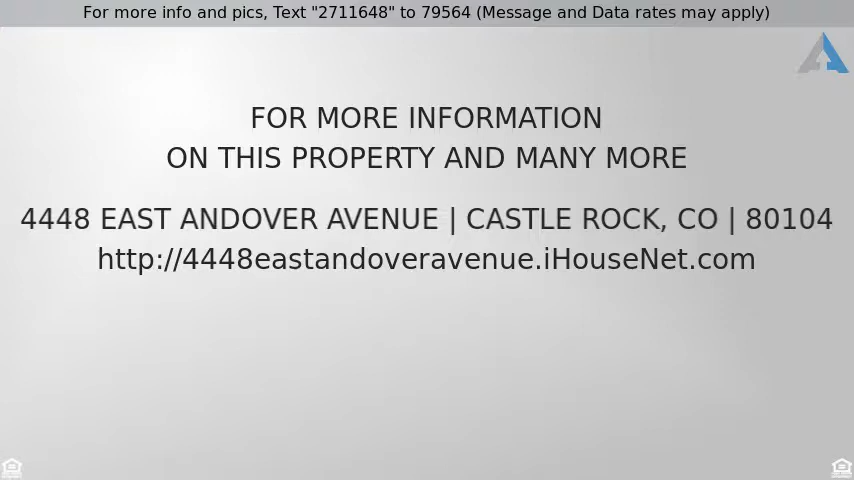 For more info and pics, Text "2711648" to 79564 (Message and Data rates may apply)
FOR MORE INFORMATION
ON THIS PROPERTY AND MANY MORE
4448 EAST ANDOVER AVENUE | CASTLE ROCK, CO | 80104
http://4448eastandoveravenue.iHouseNet.com